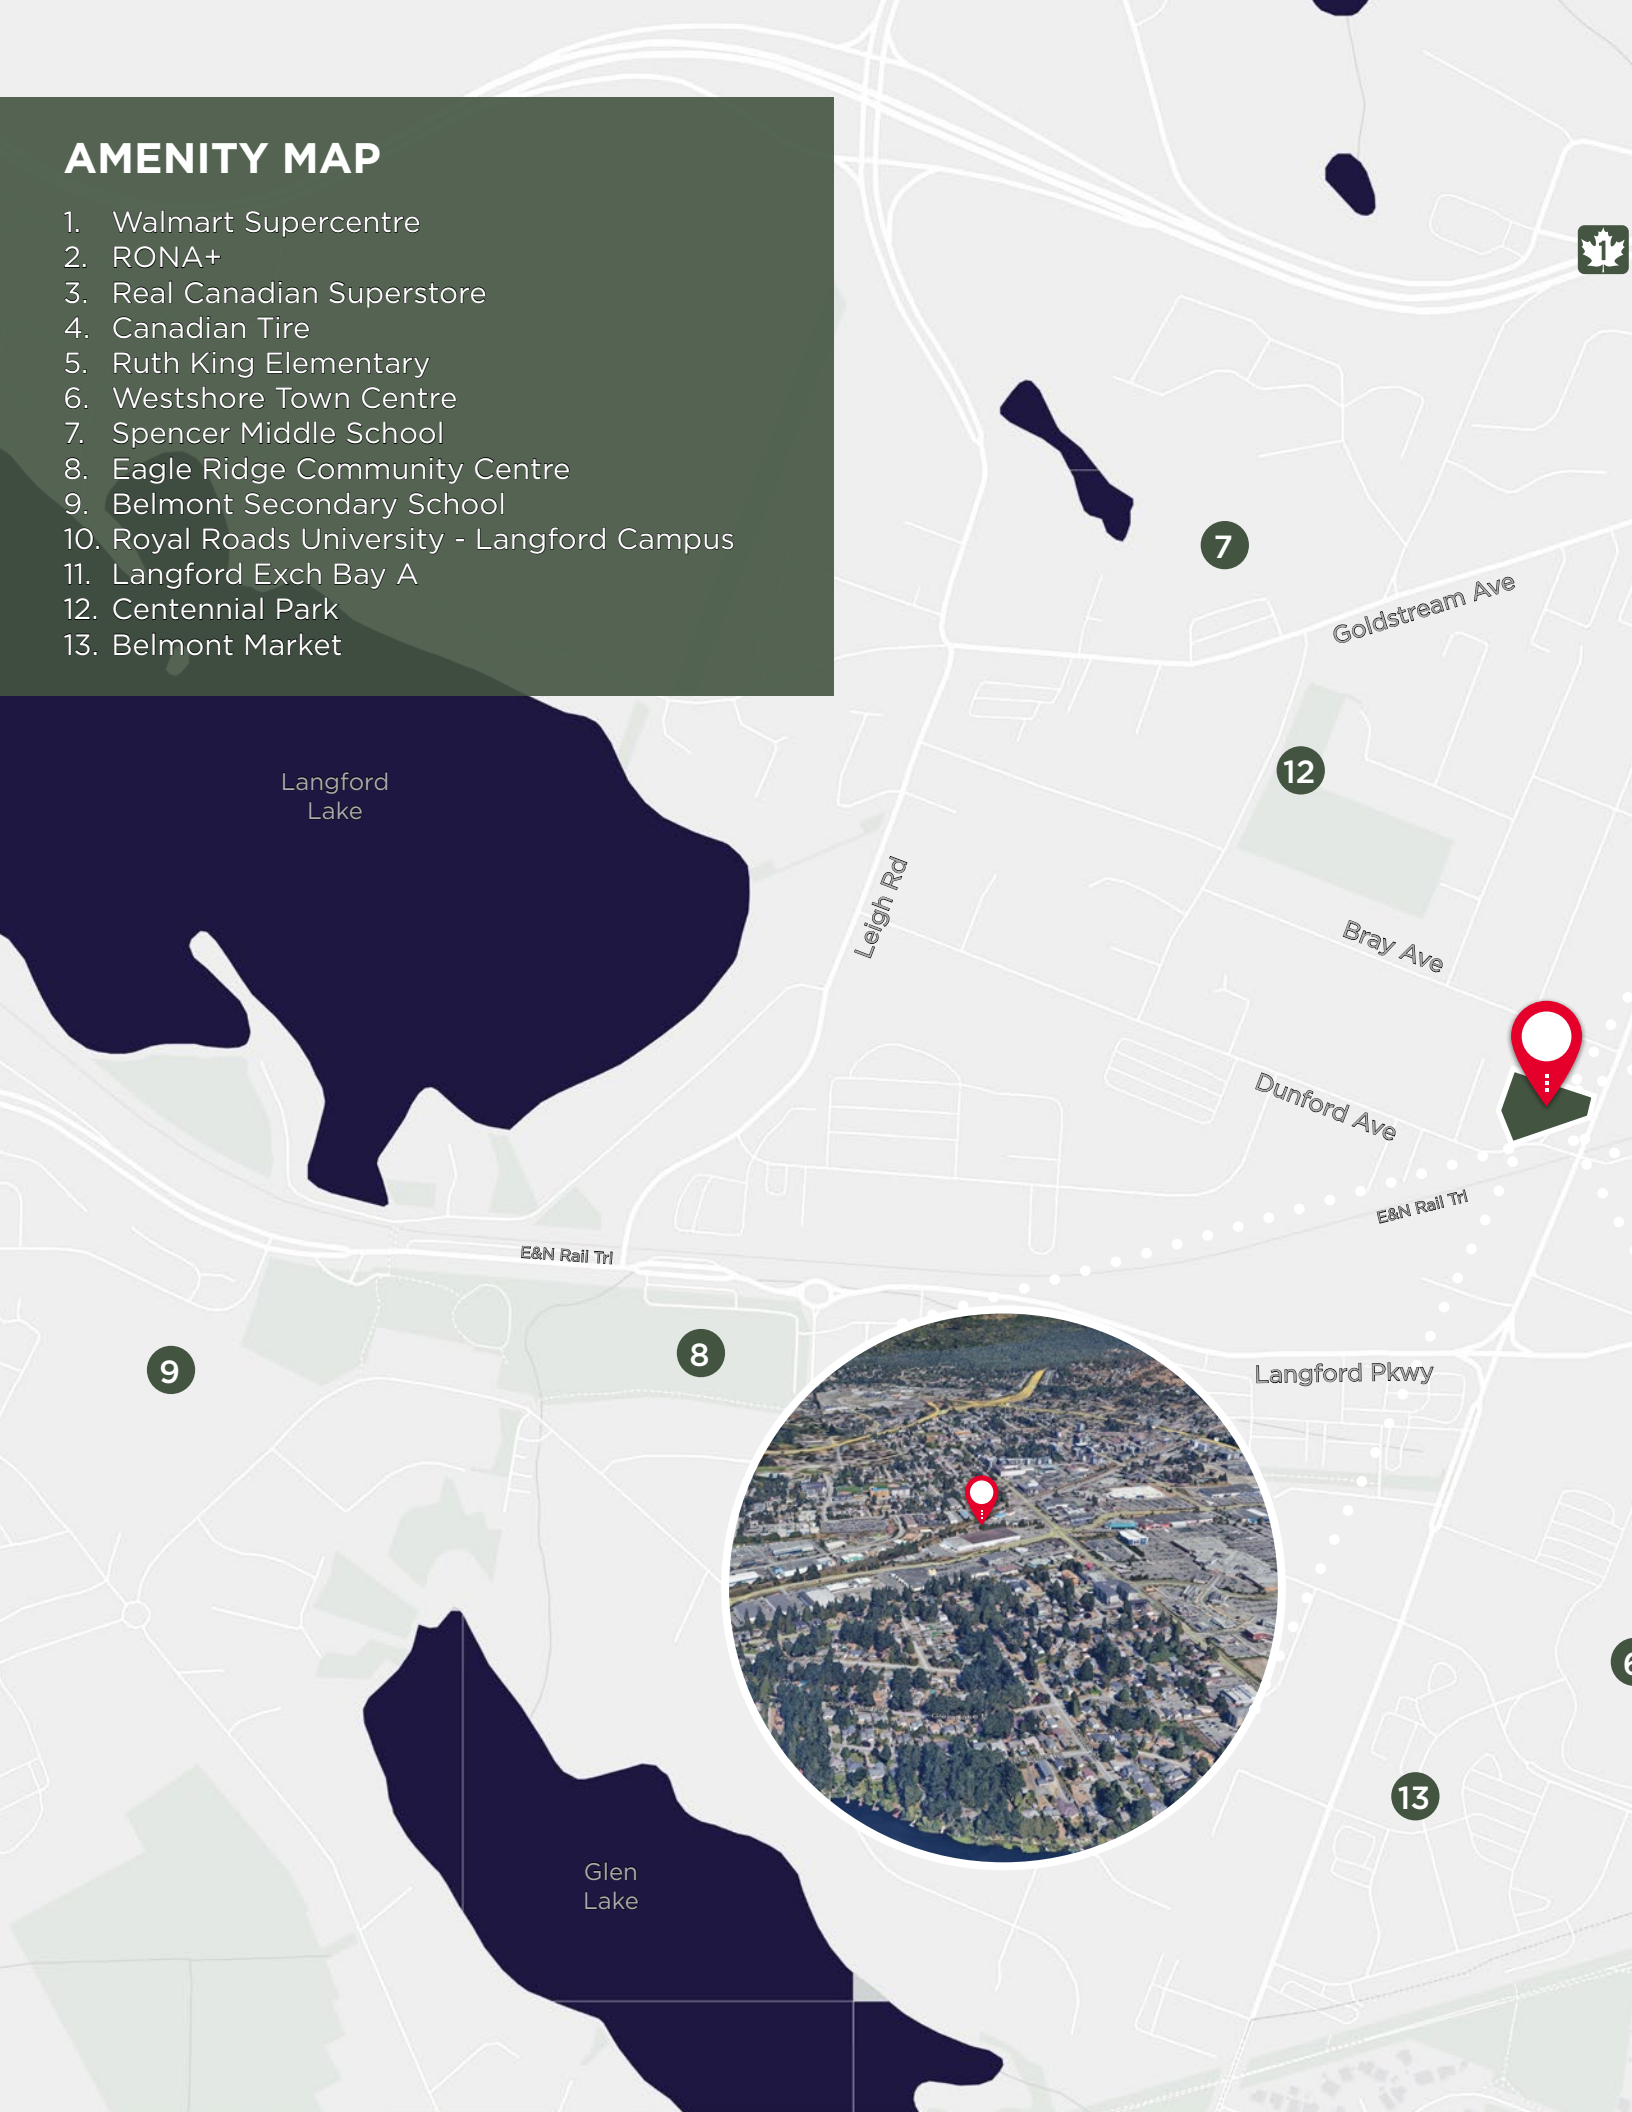 AMENITY MAP
1. Walmart Supercentre
2. RONA+
3. Real Canadian Superstore
4. Canadian Tire
5. Ruth King Elementary
6. Westshore Town Centre
7. Spencer Middle School
8. Eagle Ridge Community Centre
9. Belmont Secondary School
10. Royal Roads University - Langford Campus
11. Langford Exch Bay A
12. Centennial Park
13. Belmont Market
1
7
Goldstream Ave
12
Langford
Lake
Leigh Rd
Bray Ave
Dunford Ave
E&N Rail Trl
E&N Rail Trl
9
8
Langford Pkwy
6
13
Glen
Lake